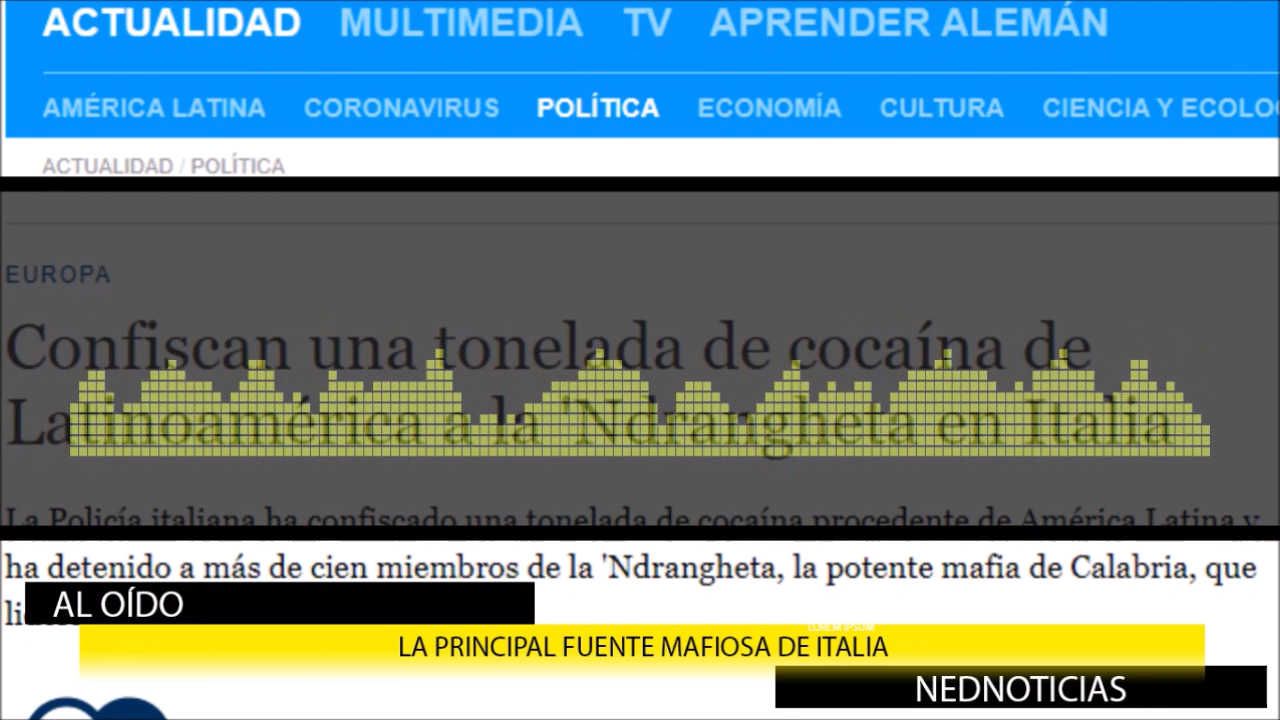 ACTUALIDAD MULTIMEDIA TV APRENDER ALEMÁN
AMÉRICA LATINA CORONAVIRUS POLÍTICA ECONOMÍA CULTURA CIENCIA Y ECOLO
ACTUALIDAD / POLÍTICA
EUROPA
Confiscan una tonelada de cocaína de
Latinoamérica a la 'Ndrangheta en Italia
La Policía italiana ha confiscado una tonelada de cocaína procedente de América Latina y
ha detenido a más de cien miembros de la 'Ndrangheta, la potente mafia de Calabria, que
AL OÍDO
LOREM IPSUM
LA PRINCIPAL FUENTE MAFIOSA DE ITALIA
NEDNOTICIAS